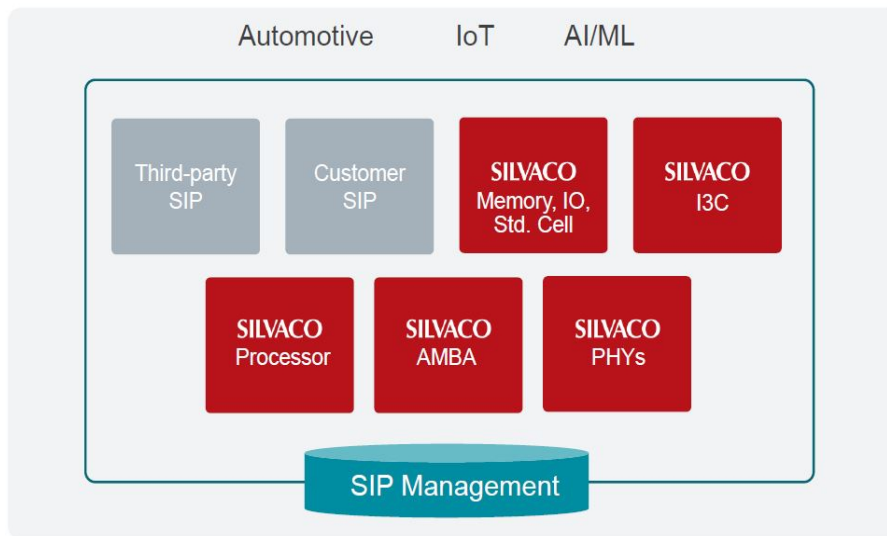 Automotive IoT AI/ML
Third-party
SIP
Customer
SIP
SILVACO
Memory, IO,
Std. Cell
SILVACO
I3C
SILVACO
Processor
SILVACO
AMBA
SILVACO
PHYs
SIP Management